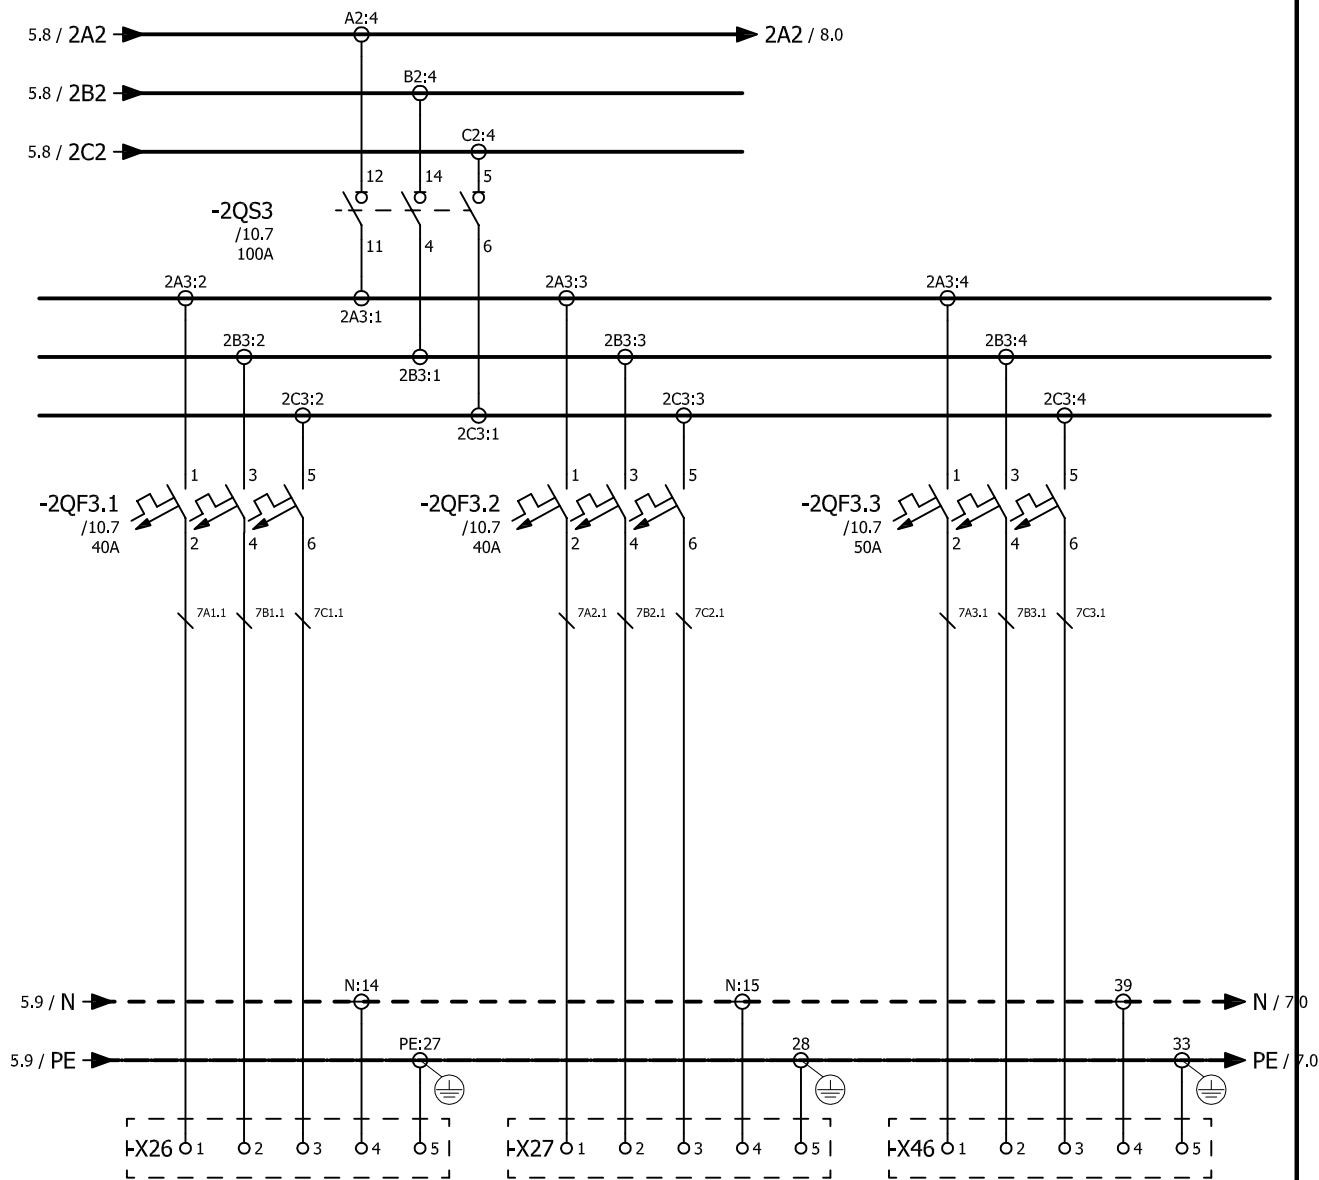 A2:4
5.8 / 2A2
2A2 / 8.0
B2:4
5.8 / 2B2
C2:4
5.8 / 2C2
12 14 5
-2QS3
/10.7
100A
11 4 6
2A3:2 2A3:3 2A3:4
2A3:1
2B3:2 2B3:3 2B3:4
2B3:1
2C3:2 2C3:3 2C3:4
2C3:1
1 3 5 1 3 5 1 3 5
-2QF3.1 -2QF3.2 -2QF3.3
/10.7 /10.7 /10.7
40A 40A 50A
2 4 6 2 4 6 2 4 6
7A1.1 7B1.1 7C1.1 7A2.1 7B2.1 7C2.1 7A3.1 7B3.1 7C3.1
N:14 N:15 39
5.9 / N N / 7.0
PE:27 28 33
5.9 / PE PE / 7.0
-X26 1 2 3 4 5 -X27 1 2 3 4 5 -X46 1 2 3 4 5